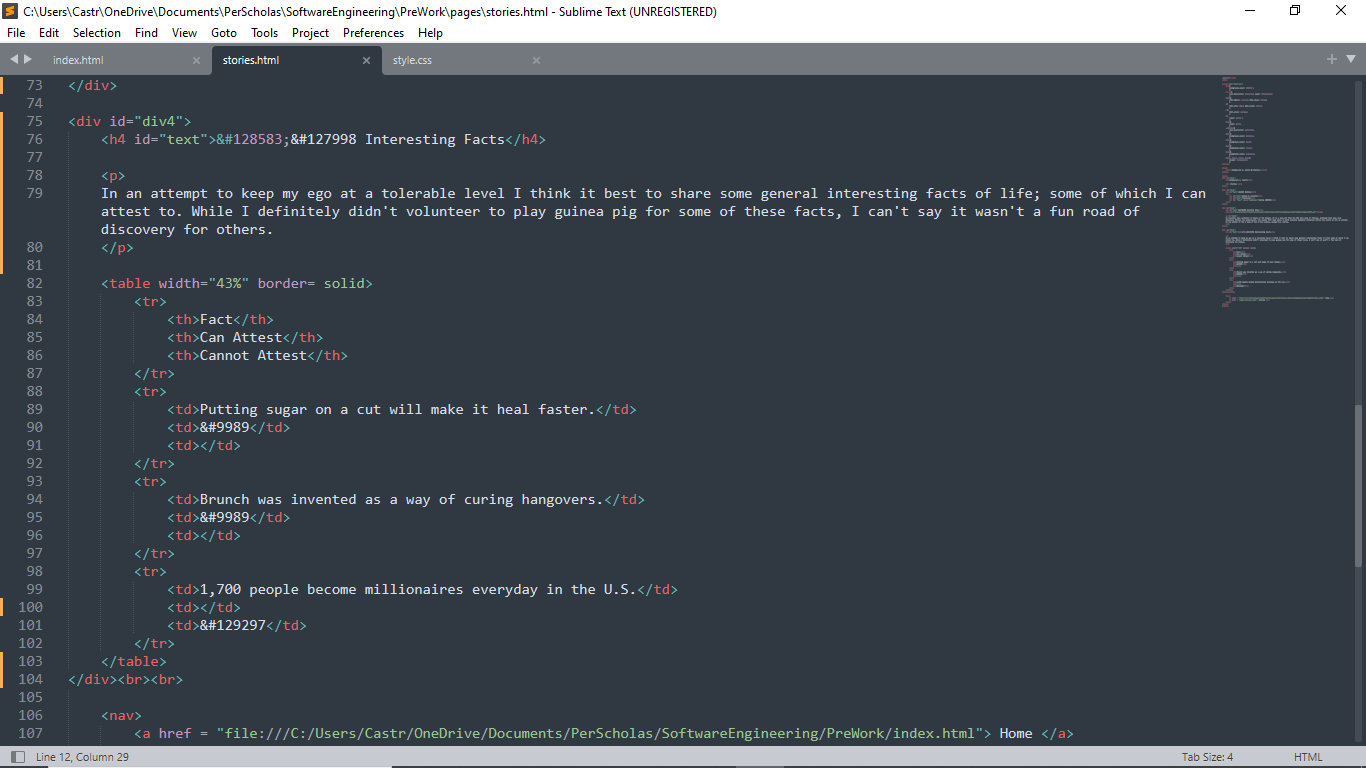 C:\Users\Castr\OneDrive\Documents\PerScholas\SoftwareEngineering\PreWork\pages\stories.html - Sublime Text (UNREGISTERED)
File Edit Selection Find View Goto Tools Project Preferences Help
index.html stories.html style.css
73 </div>
74
75 <div id="div4">
76 <h4 id="text">&#128583;&#127998 Interesting Facts</h4>
77
78 <p>
79 In an attempt to keep my ego at a tolerable level I think it best to share some general interesting facts of life; some of which I can
attest to. While I definitely didn't volunteer to play guinea pig for some of these facts, I can't say it wasn't a fun road of
discovery for others.
80 </p>
81
82 <table width="43%" border= solid>
83 <tr>
84 <th>Fact</th>
85 <th>Can Attest</th>
86 <th>Cannot Attest</th>
87 </tr>
88 <tr>
89 <td>Putting sugar on a cut will make it heal faster.</td>
90 <td>&#9989</td>
91 <td></td>
92 </tr>
93 <tr>
94 <td>Brunch was invented as a way of curing hangovers.</td>
95 <td>&#9989</td>
96 <td></td>
97 </tr>
98 <tr>
99 <td>1,700 people become millionaires everyday in the U.S.</td>
100 <td></td>
101 <td>&#129297</td>
102 </tr>
103 </table>
104 </div><br><br>
105
106 <nav>
107 <a href = "file:///C:/Users/Castr/OneDrive/Documents/PerScholas/SoftwareEngineering/PreWork/index.html"> Home </a>
Line 12, Column 29 Tab Size: 4 HTML